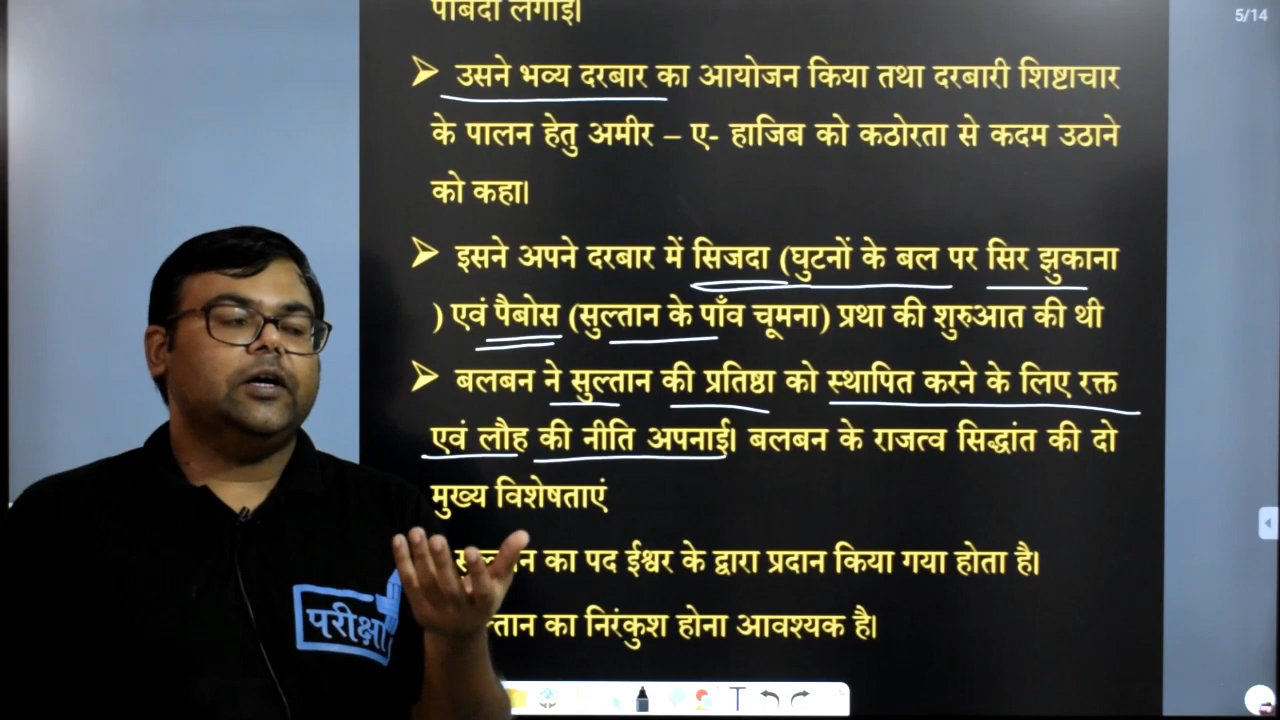 पाबंदी लगाई।
5/14
➤ उसने भव्य दरबार का आयोजन किया तथा दरबारी शिष्टाचार
के पालन हेतु अमीर – ए- हाजिब को कठोरता से कदम उठाने
को कहा।
➤ इसने अपने दरबार में सिजदा (घुटनों के बल पर सिर झुकाना
) एवं पैबोस (सुल्तान के पाँव चूमना) प्रथा की शुरुआत की थी
➤ बलबन ने सुल्तान की प्रतिष्ठा को स्थापित करने के लिए रक्त
एवं लौह की नीति अपनाई। बलबन के राजत्व सिद्धांत की दो
मुख्य विशेषताएं
का पद ईश्वर के द्वारा प्रदान किया गया होता है।
का निरंकुश होना आवश्यक है।
परीक्षा
T